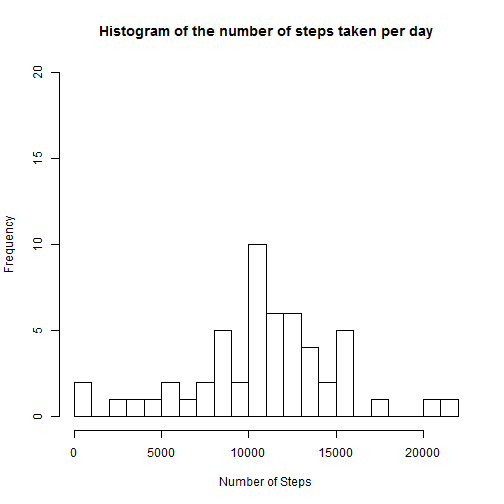 Histogram of the number of steps taken per day
Frequency
20
15
10
5
0
0 5000 10000 15000 20000
Number of Steps